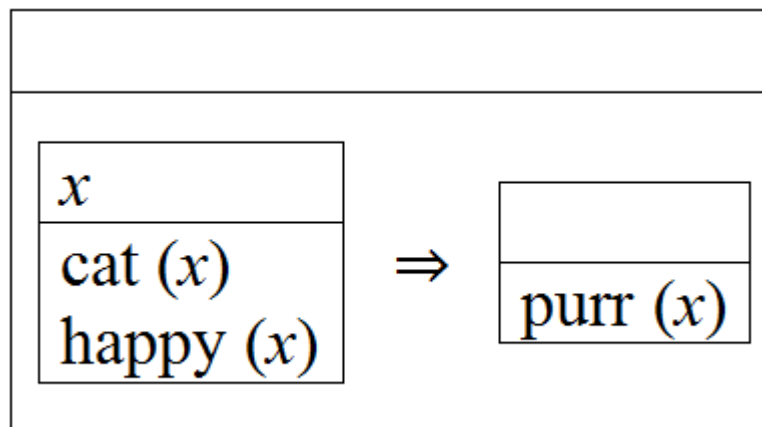 x
cat (x)
happy (x)
⇒
purr (x)